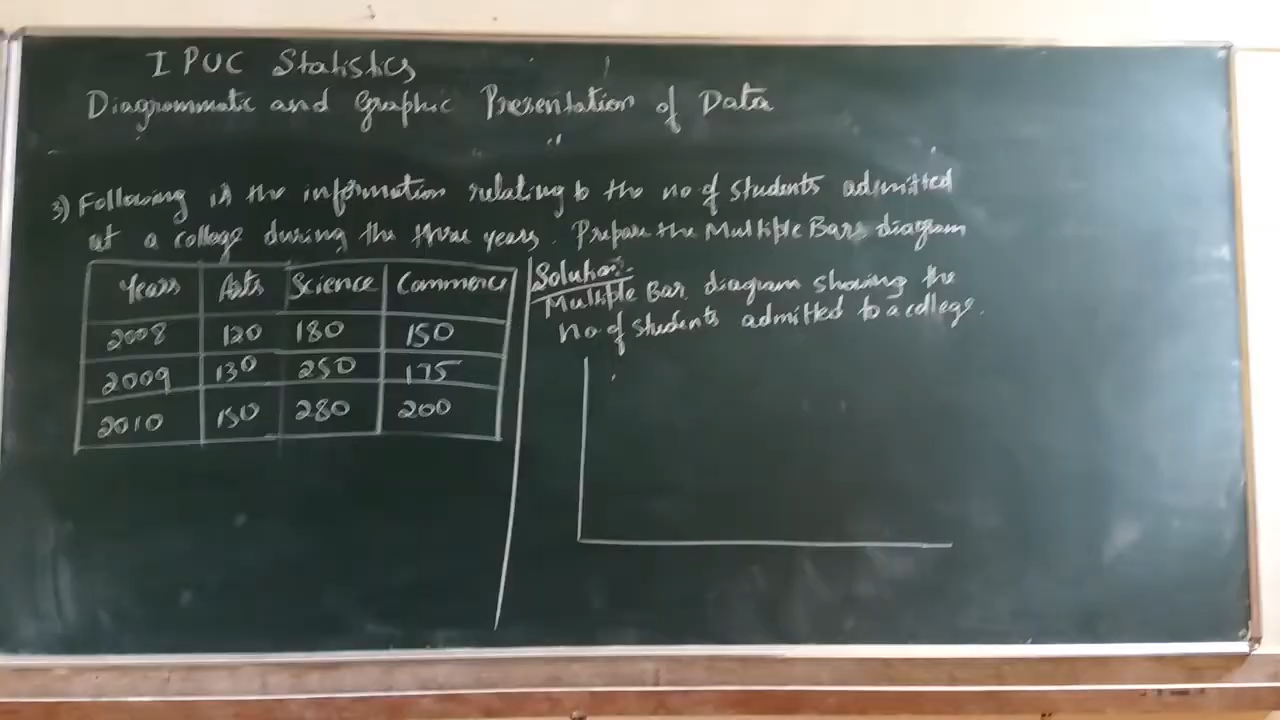 I PUC Statistics
Diagrammatic and Graphic Presentation of Data
3) Following is the information relating to the no of students admitted
at a college during the three years. Prepare the Multiple Bars diagram
Years Arts Science Commerce
2008 120 180 150
2009 130 250 175
2010 150 280 200
Solution:-
Multiple Bar diagram showing the
no of students admitted to a college.